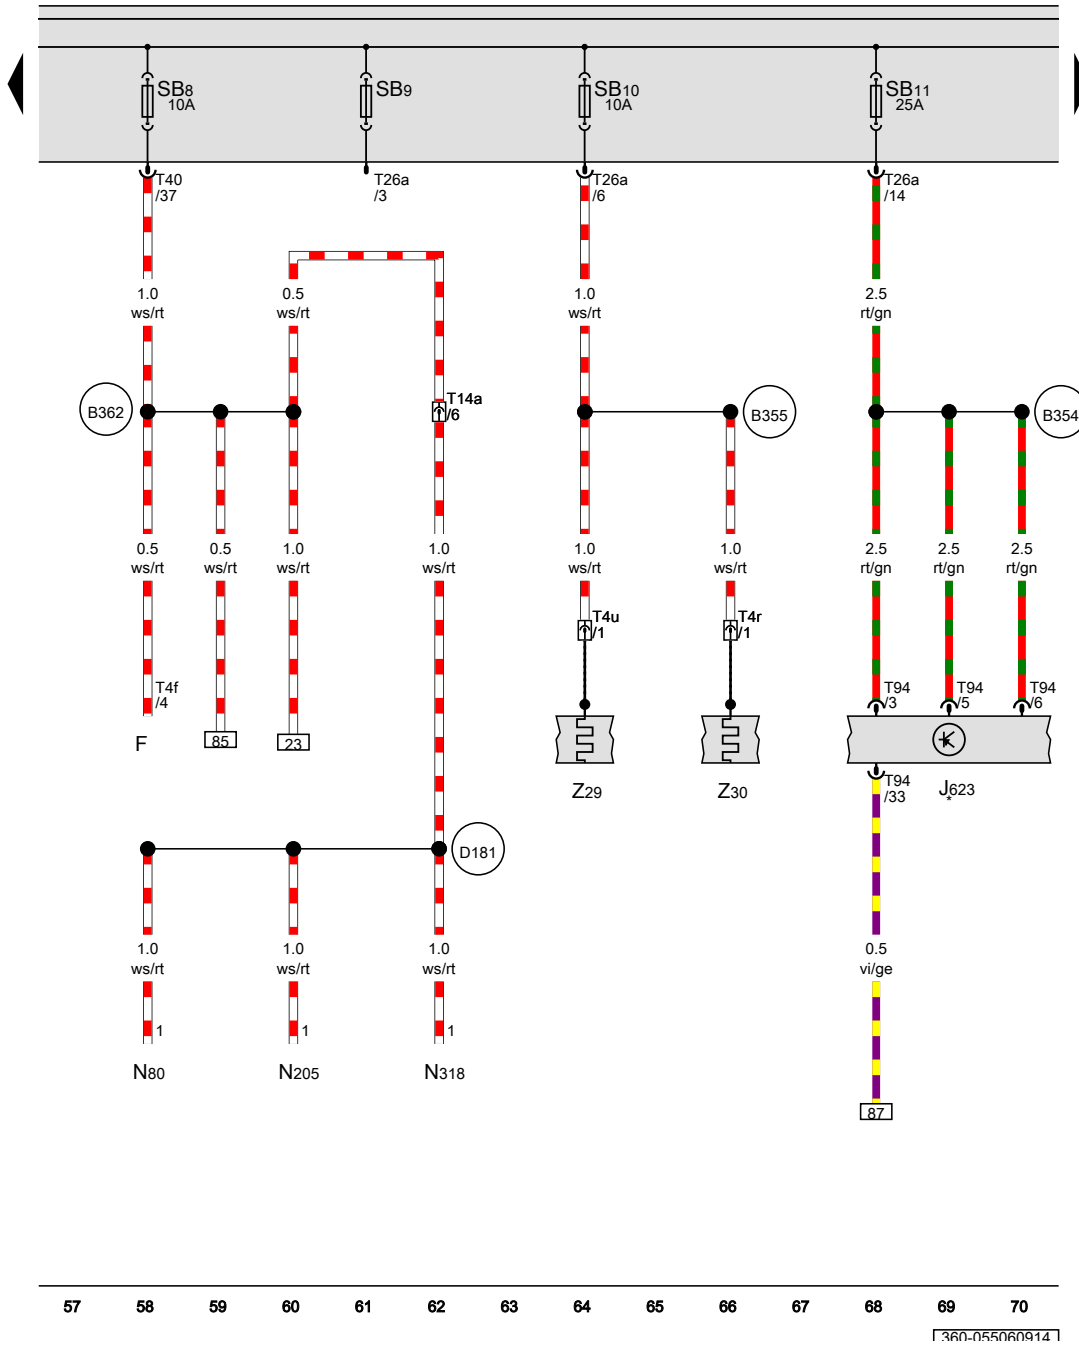 SB8
10A
SB9
SB10
10A
SB11
25A
T40
/37
T26a
/3
T26a
/6
T26a
/14
1.0
ws/rt
0.5
ws/rt
1.0
ws/rt
2.5
rt/gn
B362
T14a
/6
B355
B354
0.5
ws/rt
0.5
ws/rt
1.0
ws/rt
1.0
ws/rt
1.0
ws/rt
1.0
ws/rt
2.5
rt/gn
2.5
rt/gn
2.5
rt/gn
T4u
/1
T4r
/1
T4f
/4
T94
/3
T94
/5
T94
/6
F
85
23
Z29
Z30
T94
/33
J623
*
D181
1.0
ws/rt
1.0
ws/rt
1.0
ws/rt
0.5
vi/ge
1
1
1
N80
N205
N318
87
57 58 59 60 61 62 63 64 65 66 67 68 69 70
360-055060914